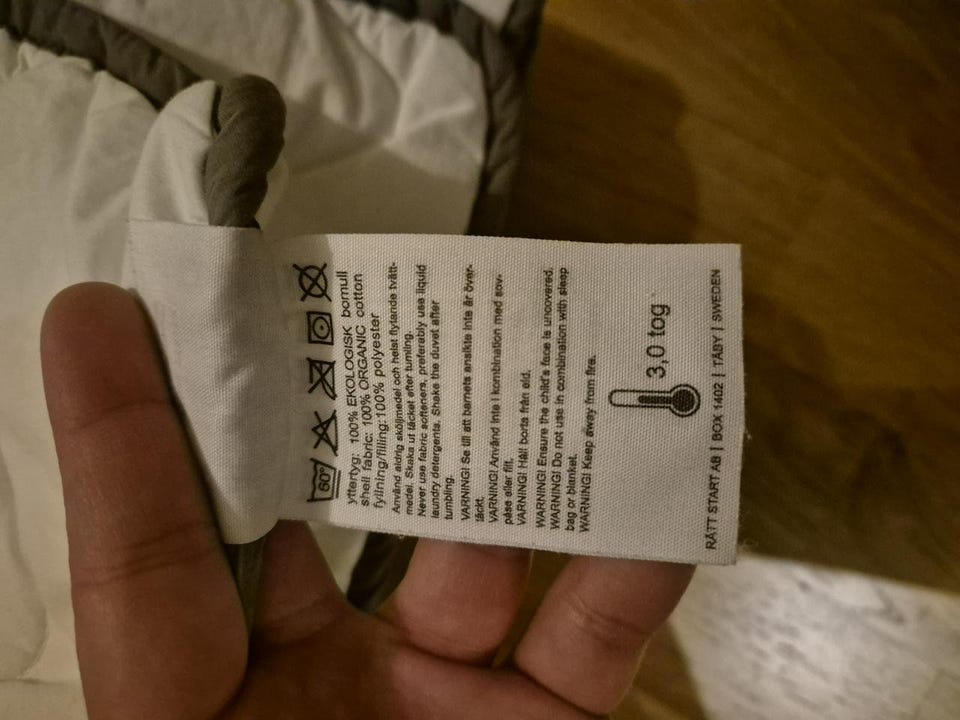 60°
yttertyg: 100% EKOLOGISK bomull
shell fabric: 100% ORGANIC cotton
fyllning/filling:100% polyester
Använd aldrig sköljmedel och helst flytande tvätt-
medel. Skaka ut täcket efter tumling.
Never use fabric softeners, preferably use liquid
laundry detergents. Shake the duvet after
tumbling.
VARNING! Se till att barnets ansikte inte är över-
täckt.
VARNING! Använd inte i kombination med sov-
påse eller filt.
VARNING! Håll borta från eld.
WARNING! Ensure the child's face is uncovered.
WARNING! Do not use in combination with sleep
bag or blanket.
WARNING! Keep away from fire.
3,0 tog
RÄTT START AB | BOX 1402 | TÄBY | SWEDEN